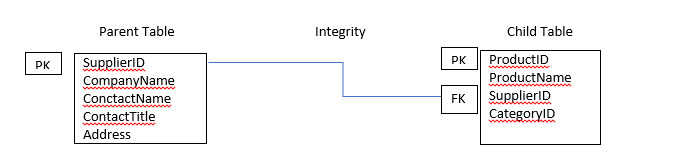 Parent Table
Integrity
Child Table
PK
SupplierID
CompanyName
ConctactName
ContactTitle
Address
PK
FK
ProductID
ProductName
SupplierID
CategoryID